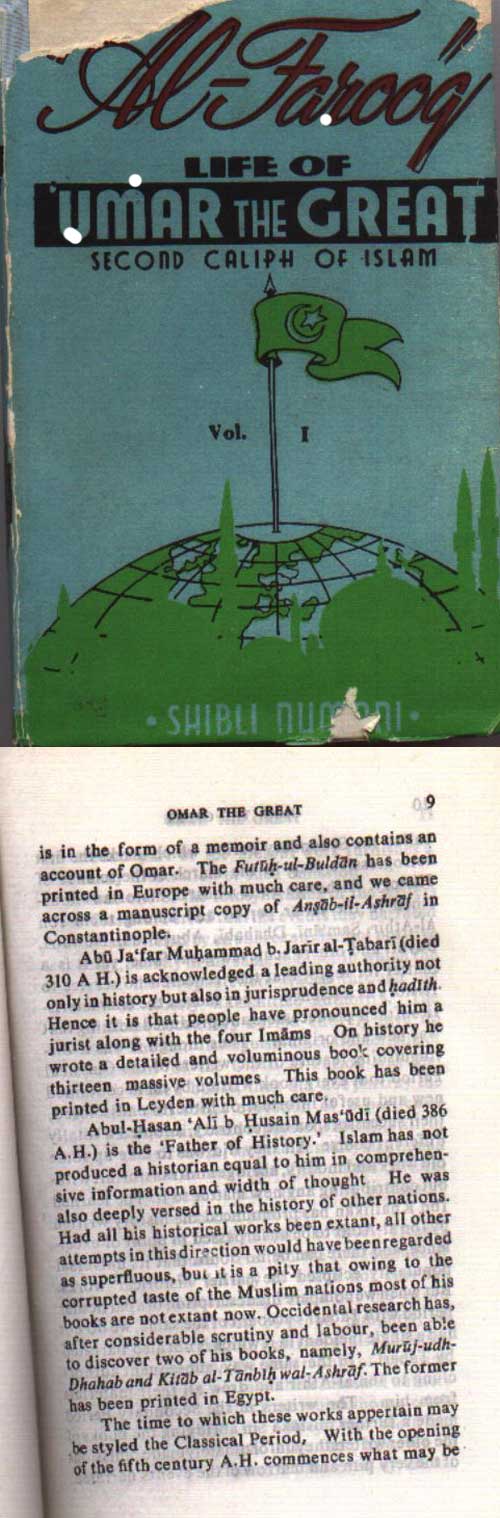 "Al-Farooq"
LIFE OF
'UMAR THE GREAT
SECOND CALIPH OF ISLAM
Vol. I
• SHIBLI NUMANI •
OMAR THE GREAT 9
is in the form of a memoir and also contains an
account of Omar. The Futūḥ-ul-Buldān has been
printed in Europe with much care, and we came
across a manuscript copy of Anṣāb-il-Ashrāf in
Constantinople.
Abū Ja'far Muḥammad b. Jarīr al-Ṭabarī (died
310 A H.) is acknowledged a leading authority not
only in history but also in jurisprudence and ḥadīth.
Hence it is that people have pronounced him a
jurist along with the four Imāms On history he
wrote a detailed and voluminous book covering
thirteen massive volumes This book has been
printed in Leyden with much care.
Abul-Ḥasan 'Alī b Ḥusain Mas'ūdī (died 386
A.H.) is the 'Father of History.' Islam has not
produced a historian equal to him in comprehen-
sive information and width of thought He was
also deeply versed in the history of other nations.
Had all his historical works been extant, all other
attempts in this direction would have been regarded
as superfluous, but it is a pity that owing to the
corrupted taste of the Muslim nations most of his
books are not extant now. Occidental research has,
after considerable scrutiny and labour, been able
to discover two of his books, namely, Murūj-udh-
Dhahab and Kitāb al-Tānbīḥ wal-Ashrāf. The former
has been printed in Egypt.
The time to which these works appertain may
be styled the Classical Period, With the opening
of the fifth century A.H. commences what may be